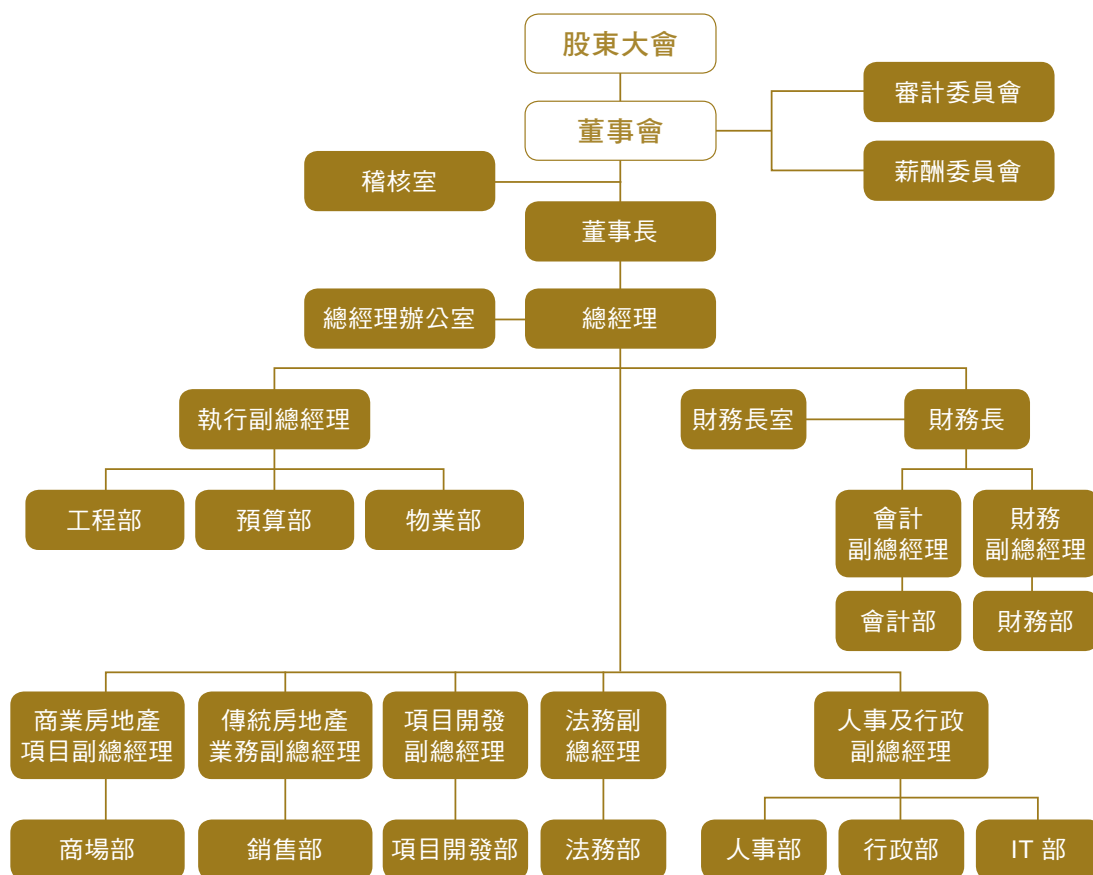 股東大會
審計委員會
董事會
薪酬委員會
稽核室
董事長
總經理辦公室
總經理
執行副總經理
財務長室
財務長
工程部
預算部
物業部
會計
副總經理
財務
副總經理
會計部
財務部
商業房地產
項目副總經理
傳統房地產
業務副總經理
項目開發
副總經理
法務副
總經理
人事及行政
副總經理
商場部
銷售部
項目開發部
法務部
人事部
行政部
IT 部